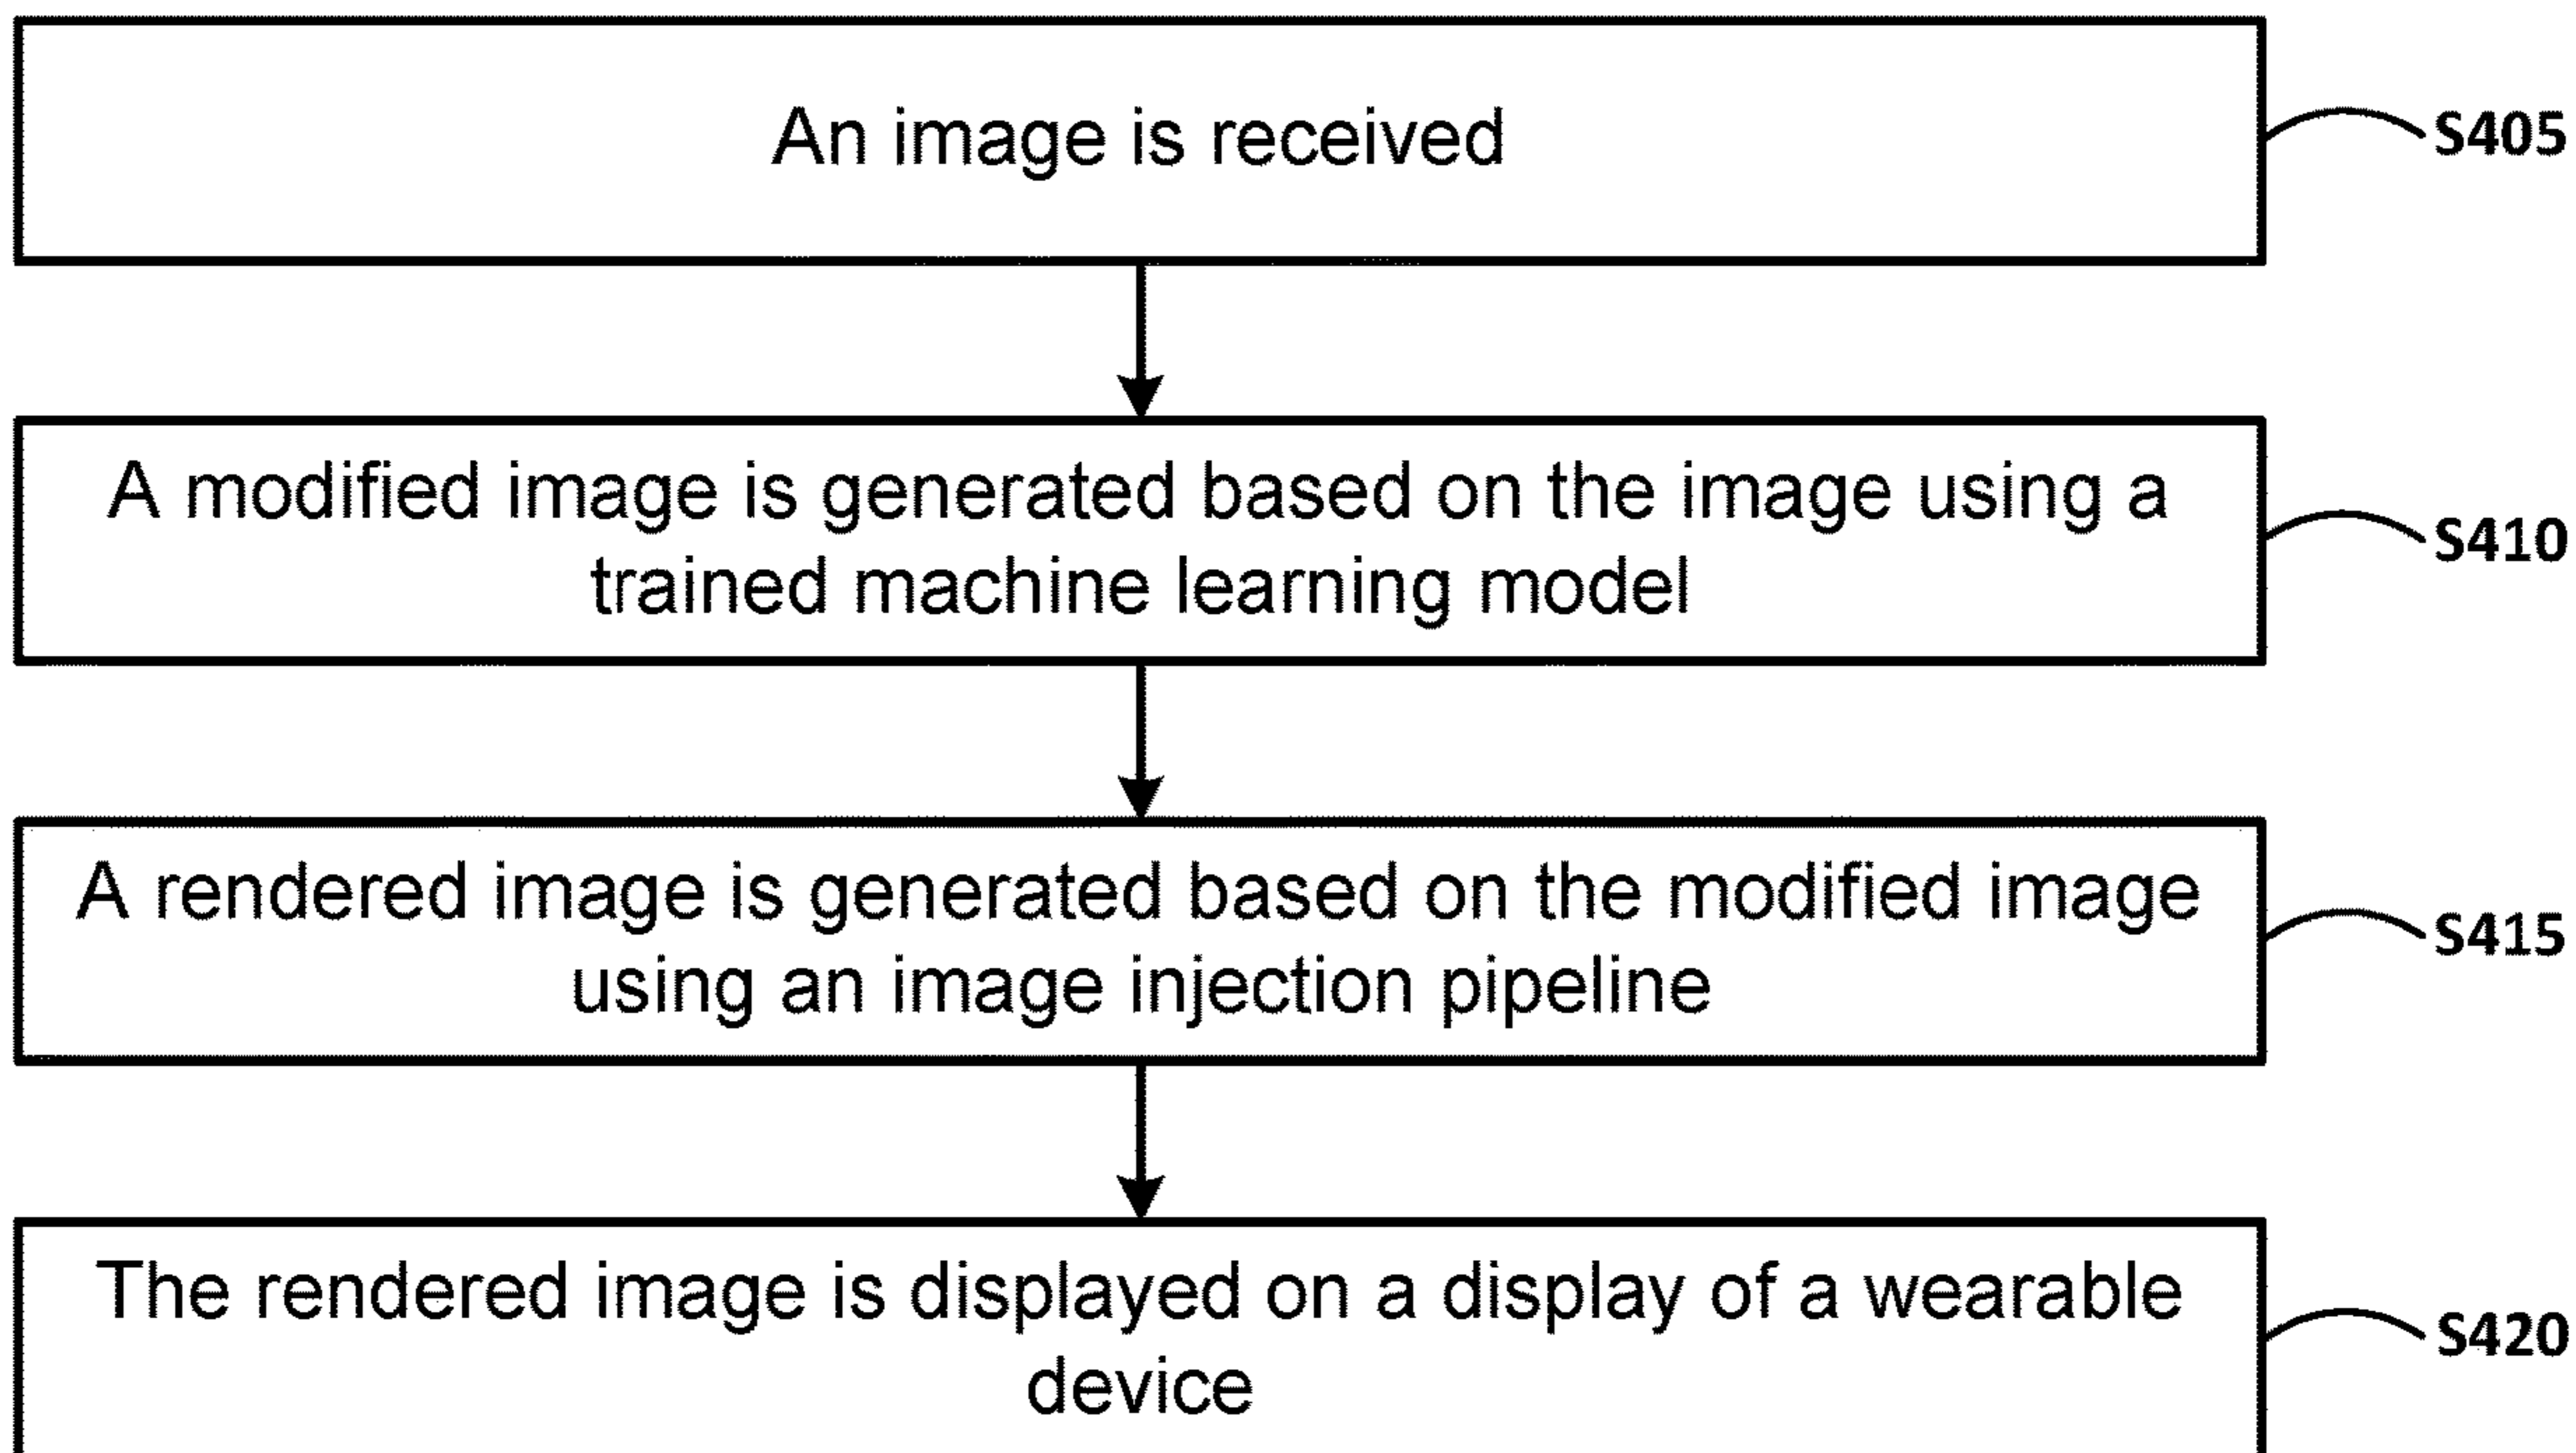 An image is received
S405
A modified image is generated based on the image using a
trained machine learning model
S410
A rendered image is generated based on the modified image
using an image injection pipeline
S415
The rendered image is displayed on a display of a wearable
device
S420